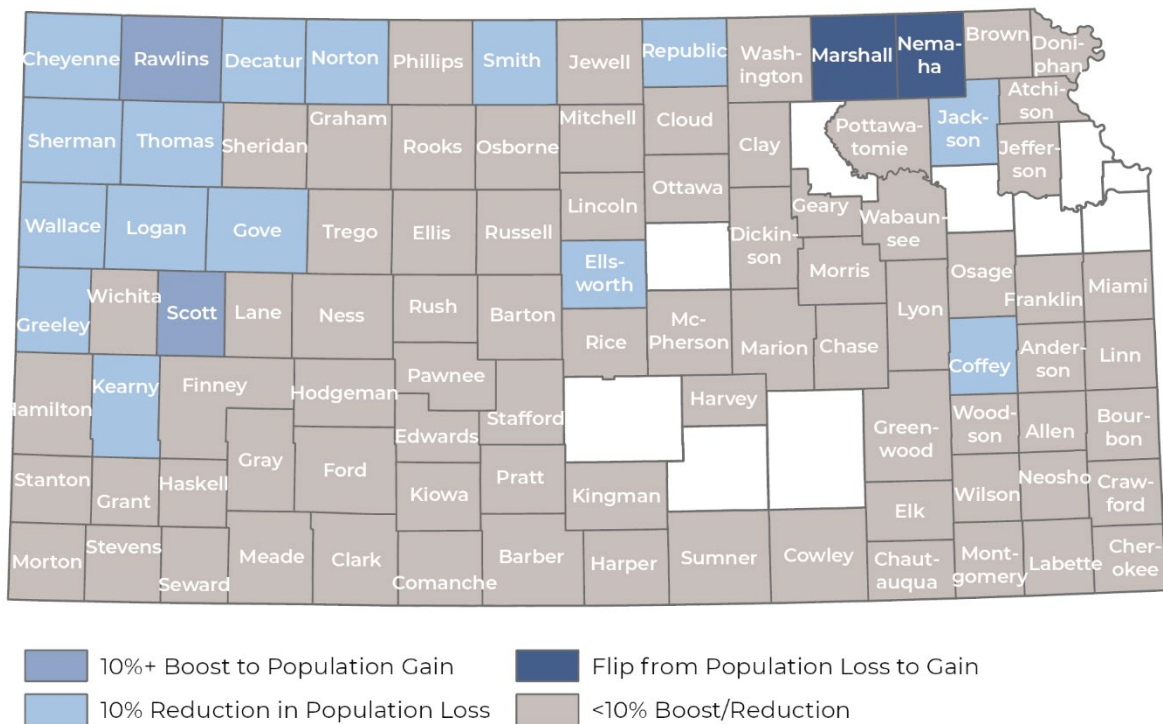 Cheyenne
Rawlins
Decatur
Norton
Phillips
Smith
Jewell
Republic
Wash-
ington
Marshall
Nema-
ha
Brown
Doni-
phan
Sherman
Thomas
Sheridan
Graham
Rooks
Osborne
Mitchell
Cloud
Clay
Pottawa-
tomie
Jack-
son
Atchi-
son
Jeffer-
son
Wallace
Logan
Gove
Trego
Ellis
Russell
Lincoln
Ottawa
Ells-
worth
Dickin-
son
Geary
Wabaun-
see
Morris
Osage
Franklin
Miami
Greeley
Wichita
Scott
Lane
Ness
Rush
Barton
Rice
Mc-
Pherson
Marion
Chase
Lyon
Coffey
Ander-
son
Linn
Hamilton
Kearny
Finney
Hodgeman
Pawnee
Stafford
Edwards
Harvey
Green-
wood
Wood-
son
Allen
Bour-
bon
Stanton
Grant
Haskell
Gray
Ford
Kiowa
Pratt
Kingman
Elk
Wilson
Neosho
Craw-
ford
Morton
Stevens
Seward
Meade
Clark
Comanche
Barber
Harper
Sumner
Cowley
Chaut-
auqua
Mont-
gomery
Labette
Cher-
okee
10%+ Boost to Population Gain
Flip from Population Loss to Gain
10% Reduction in Population Loss
<10% Boost/Reduction